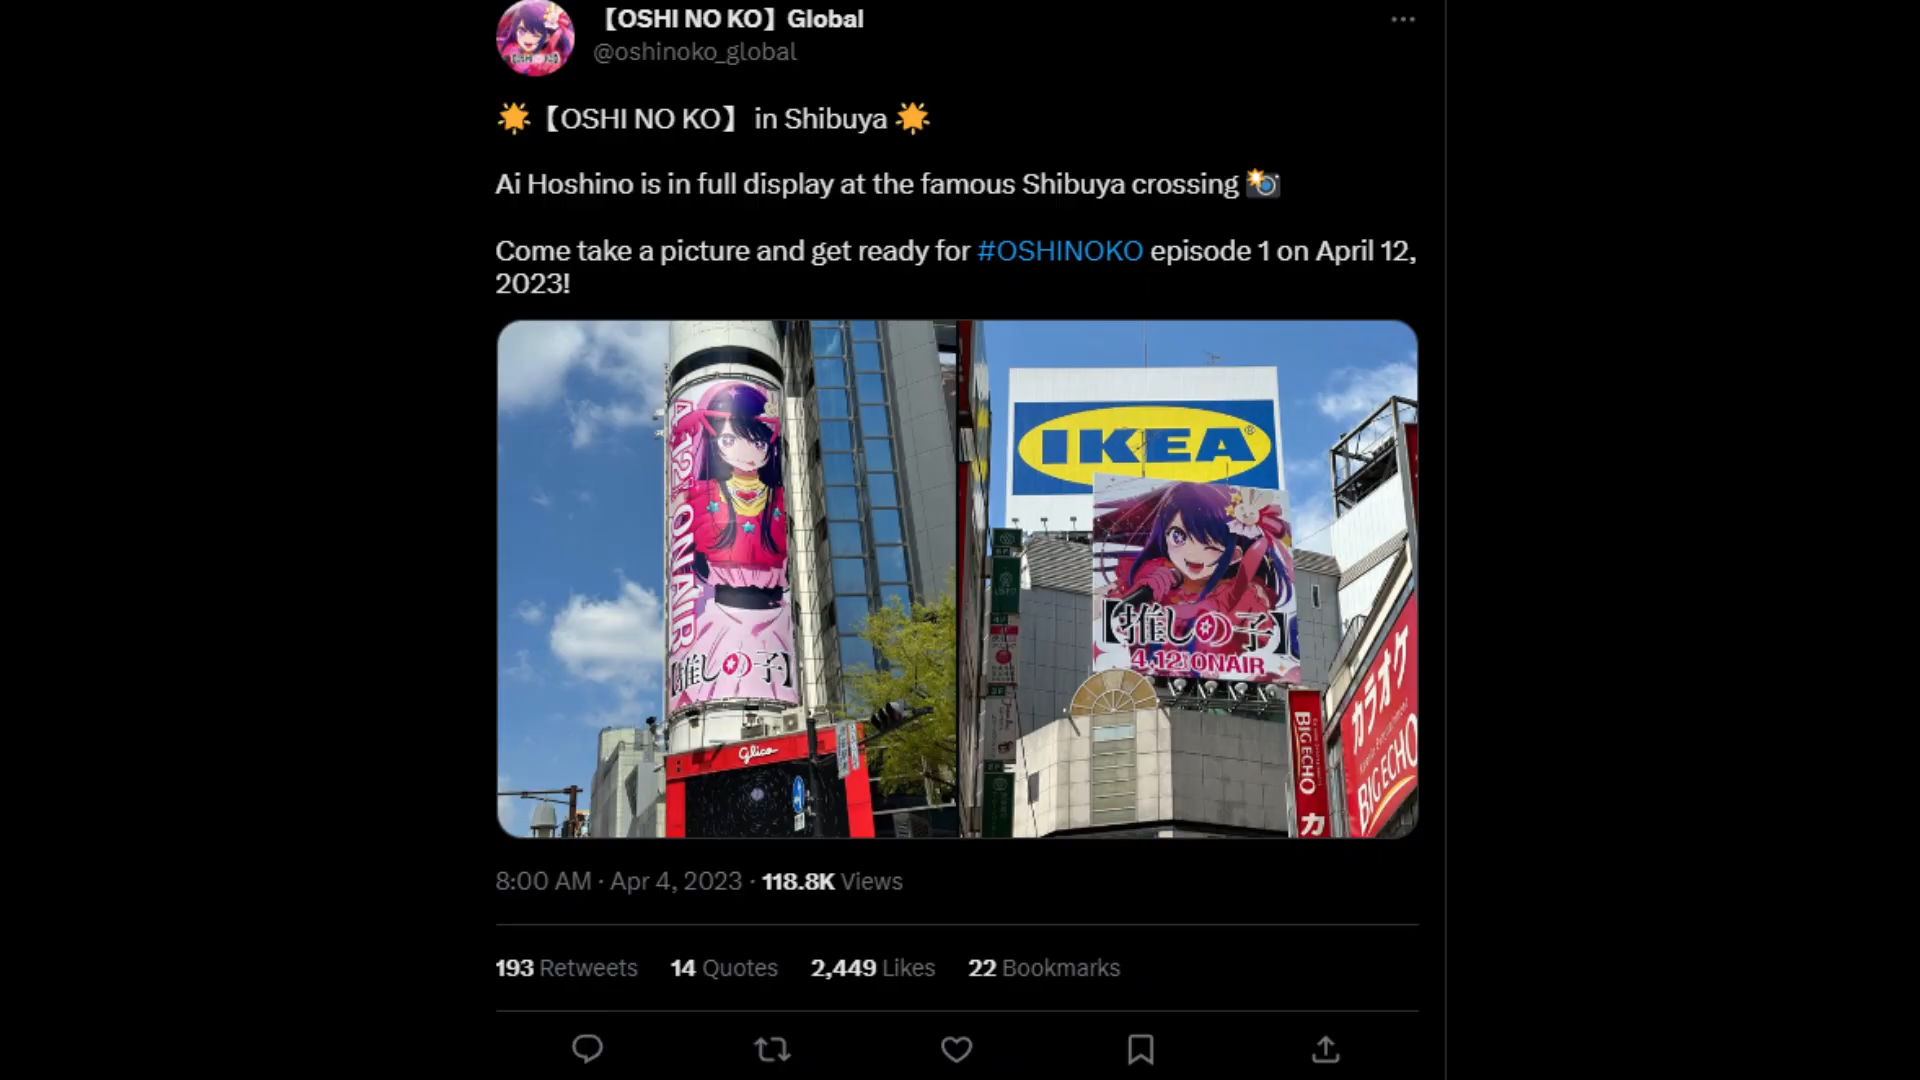 【OSHI NO KO】Global
@oshinoko_global
【OSHI NO KO】 in Shibuya
Ai Hoshino is in full display at the famous Shibuya crossing
Come take a picture and get ready for #OSHINOKO episode 1 on April 12,
2023!
4.12 ON AIR
【推しの子】
Glico
IKEA®
【推しの子】
4.12 ONAIR
BIG ECHO
カ
カラオケ
BIG ECHO
8:00 AM · Apr 4, 2023 · 118.8K Views
193 Retweets 14 Quotes 2,449 Likes 22 Bookmarks